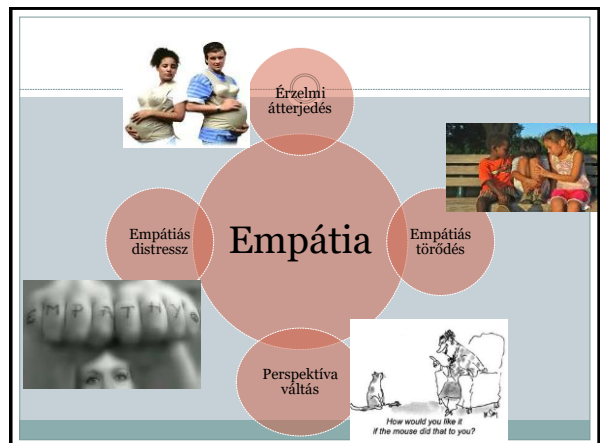 Érzelmi
átterjedés
Empátiás
distressz
Empátia
Empátiás
törődés
EMPATHY
Perspektíva
váltás
How would you like it
if the mouse did that to you?